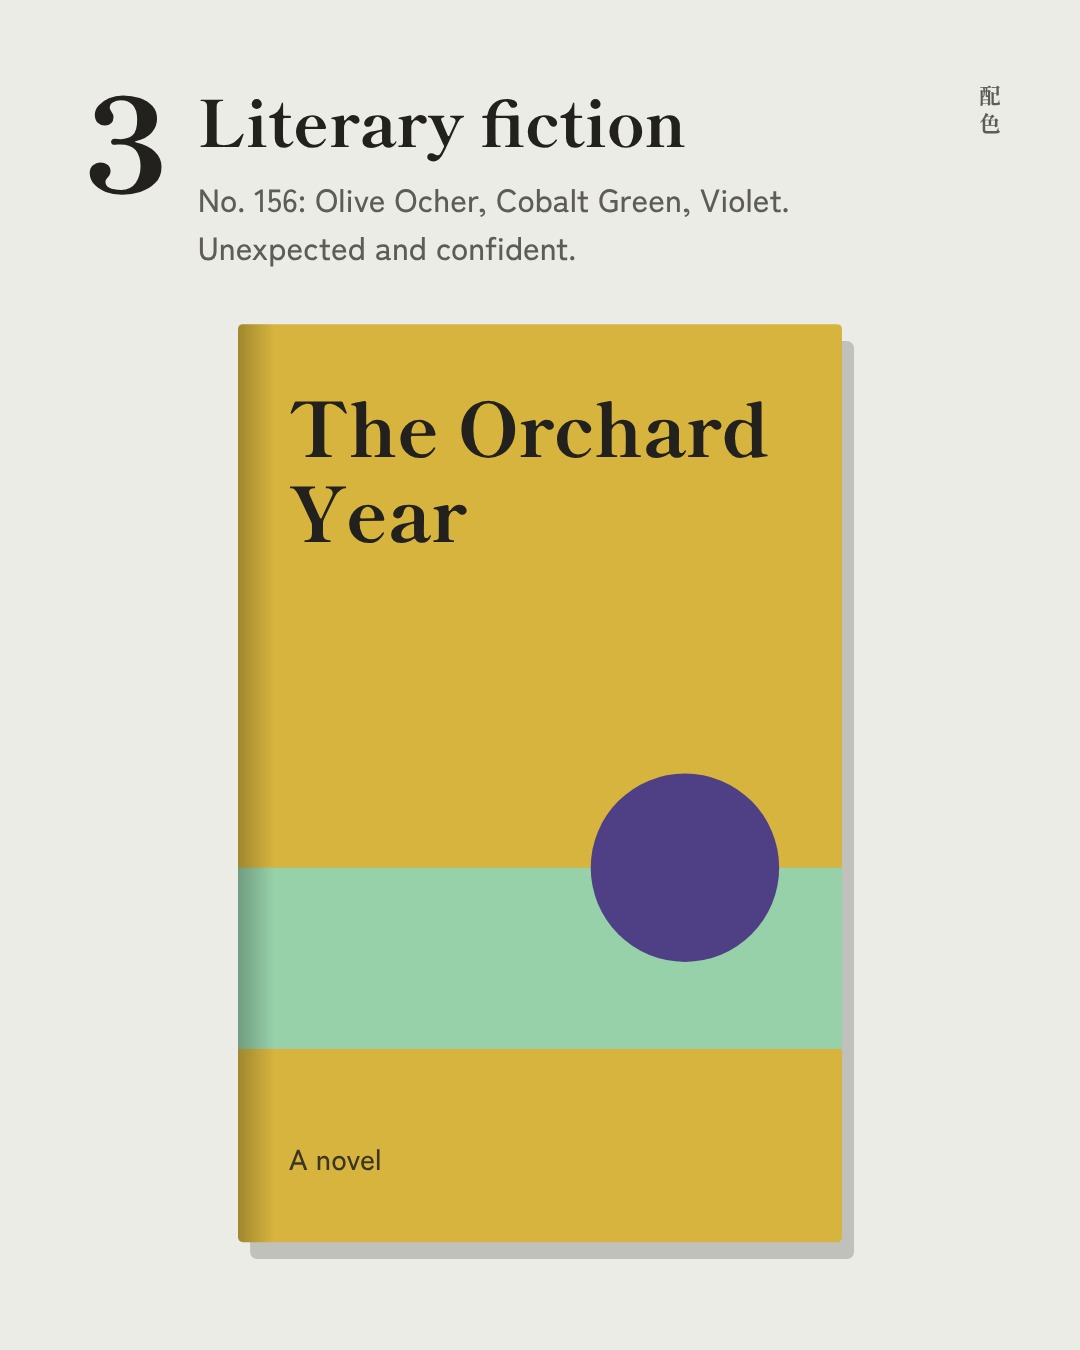 3
Literary fiction
配色
No. 156: Olive Ocher, Cobalt Green, Violet.
Unexpected and confident.
The Orchard
Year
A novel